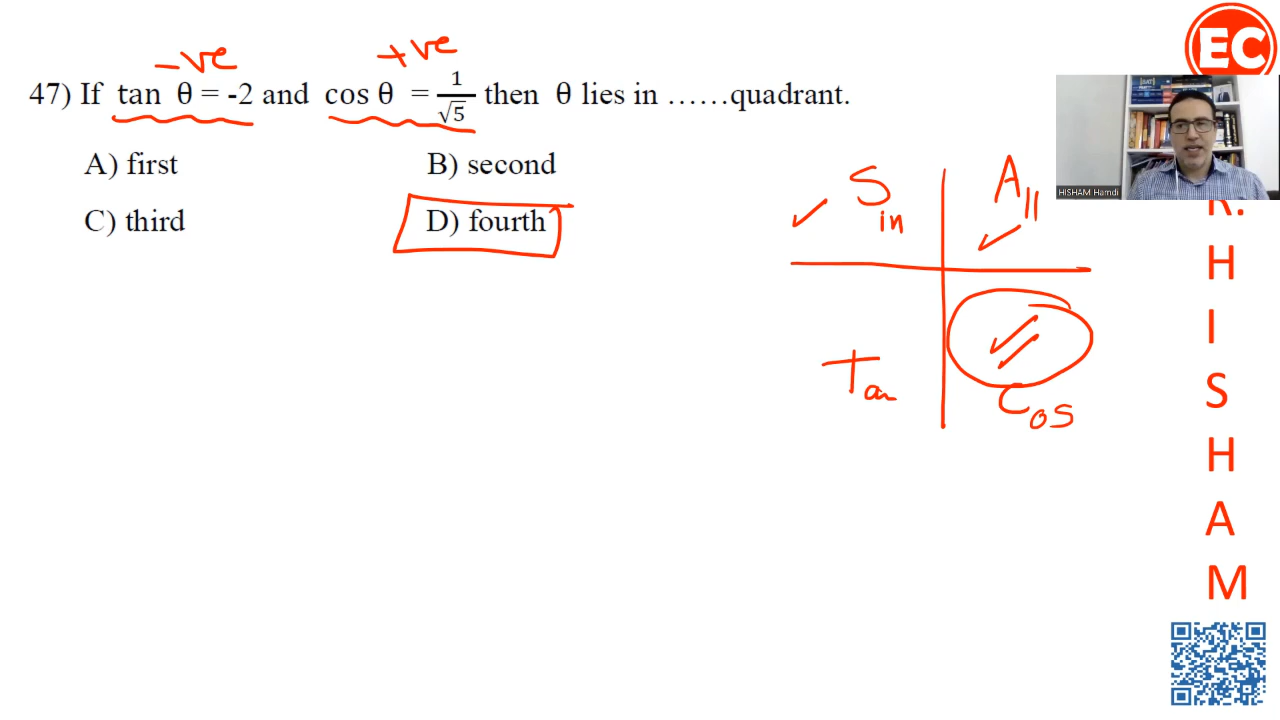 -ve +ve
47) If tan θ = -2 and cos θ = 1/√5 then θ lies in ......quadrant.
A) first B) second
C) third D) fourth
Sin All
Tan Cos
EC
HISHAM Hamdi
R.
H
I
S
H
A
M